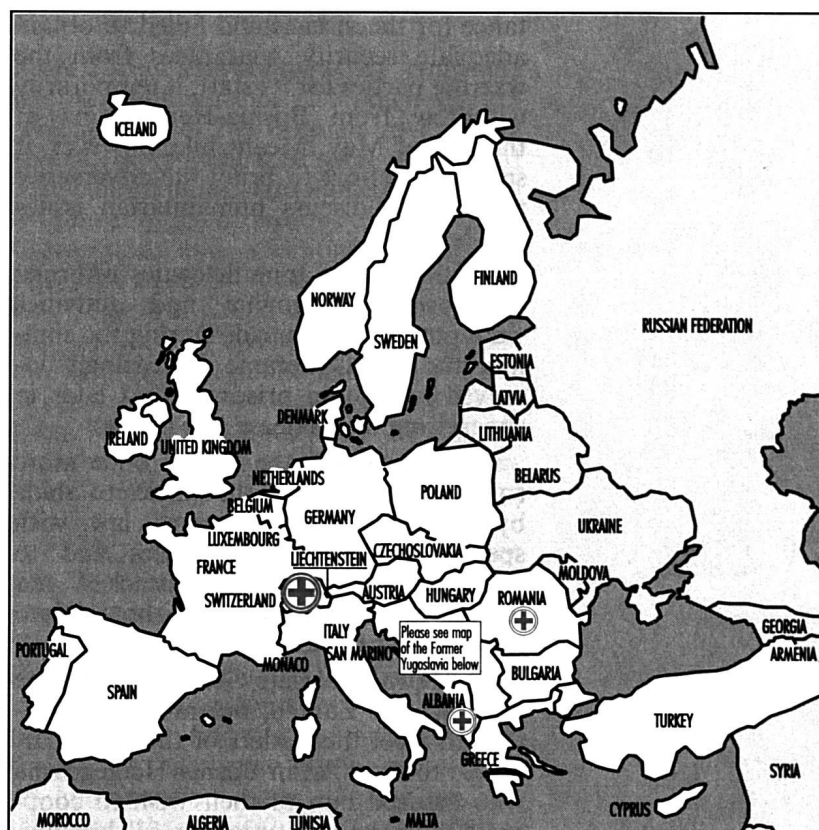 ICELAND
NORWAY
FINLAND
SWEDEN
RUSSIAN FEDERATION
ESTONIA
LATVIA
DENMARK
LITHUANIA
IRELAND
UNITED KINGDOM
BELARUS
NETHERLANDS
POLAND
BELGIUM
GERMANY
UKRAINE
LUXEMBOURG
CZECHOSLOVAKIA
LIECHTENSTEIN
FRANCE
MOLDOVA
SWITZERLAND
AUSTRIA
HUNGARY
ROMANIA
Please see map
of the Former
Yugoslavia below
ITALY
GEORGIA
PORTUGAL
SAN MARINO
ARMENIA
MONACO
SPAIN
BULGARIA
ALBANIA
TURKEY
GREECE
SYRIA
CYPRUS
MOROCCO
ALGERIA
TUNISIA
MALTA